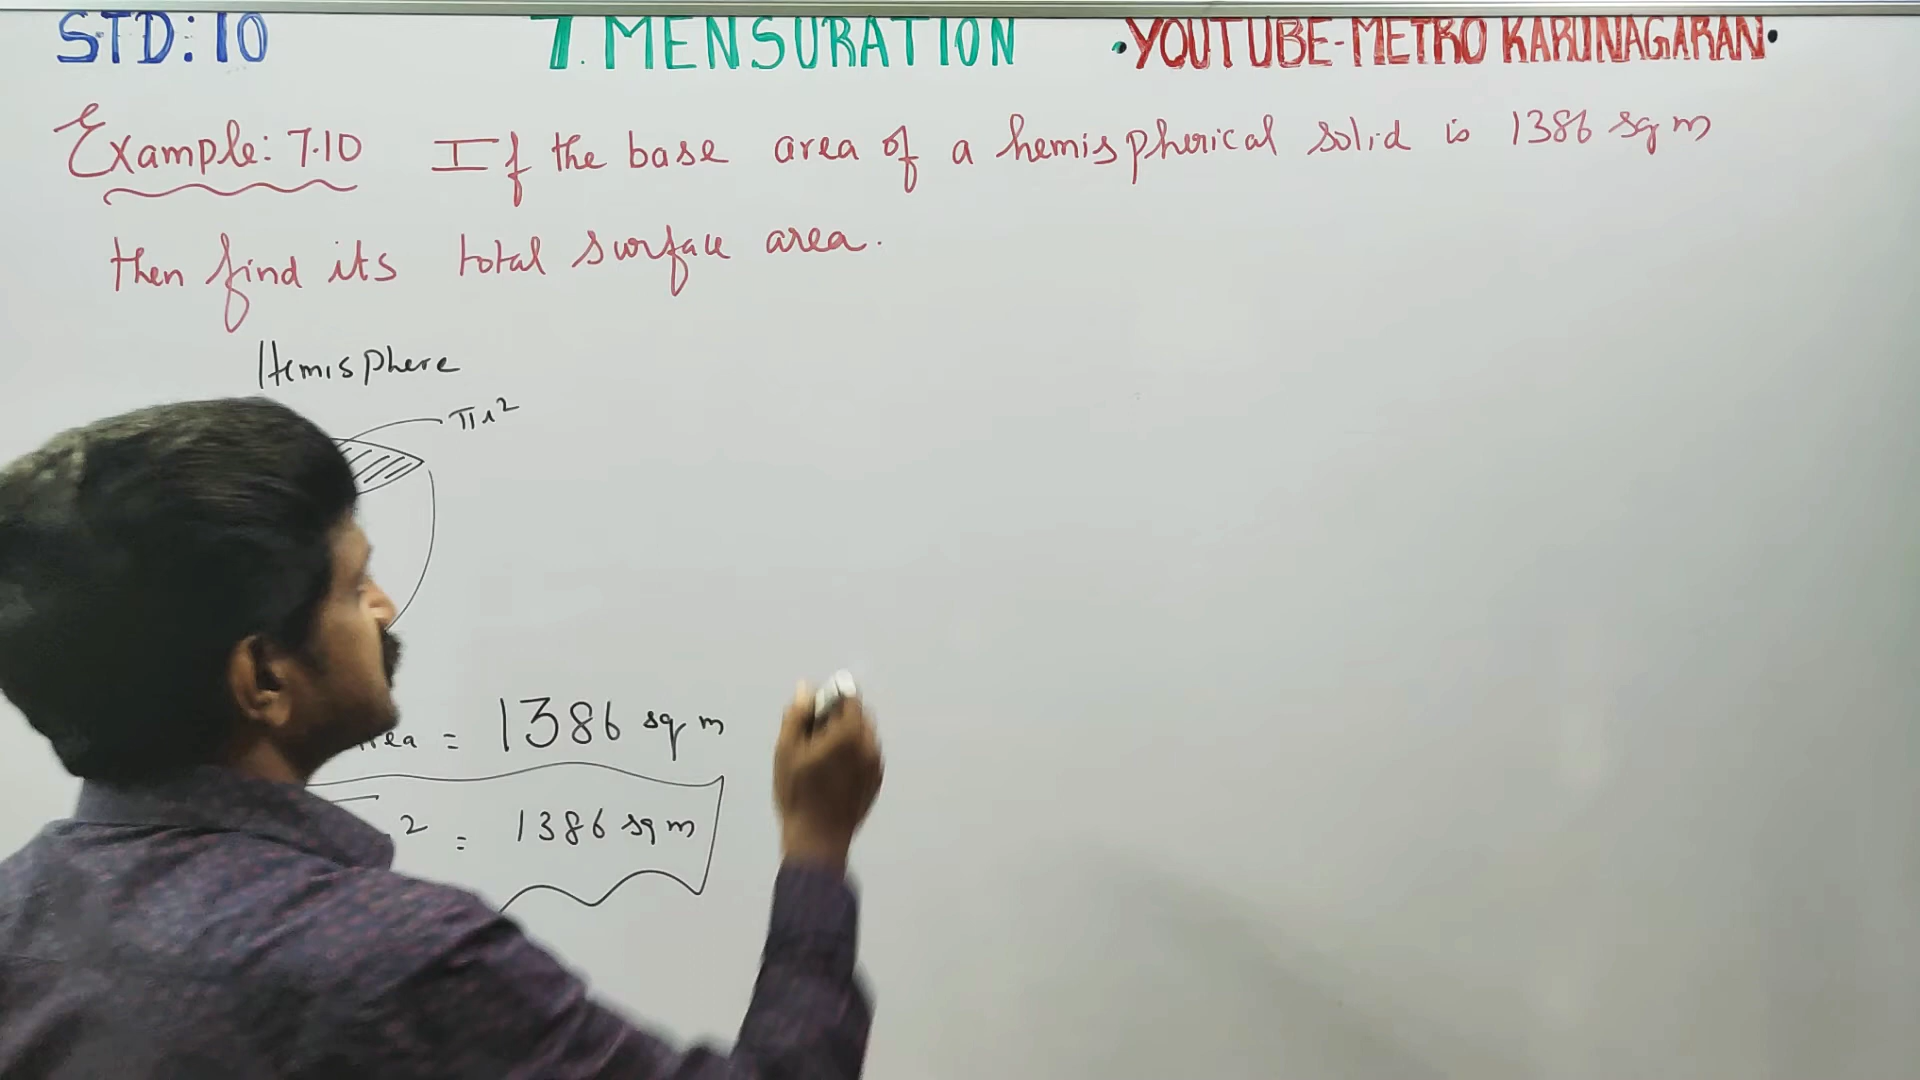 STD: 10 7. MENSURATION •YOUTUBE-METRO KARUNAGARAN•
Example: 7.10 If the base area of a hemispherical solid is 1386 sq m
then find its total surface area.
Hemisphere
πr²
= 1386 sq m
² = 1386 sq m